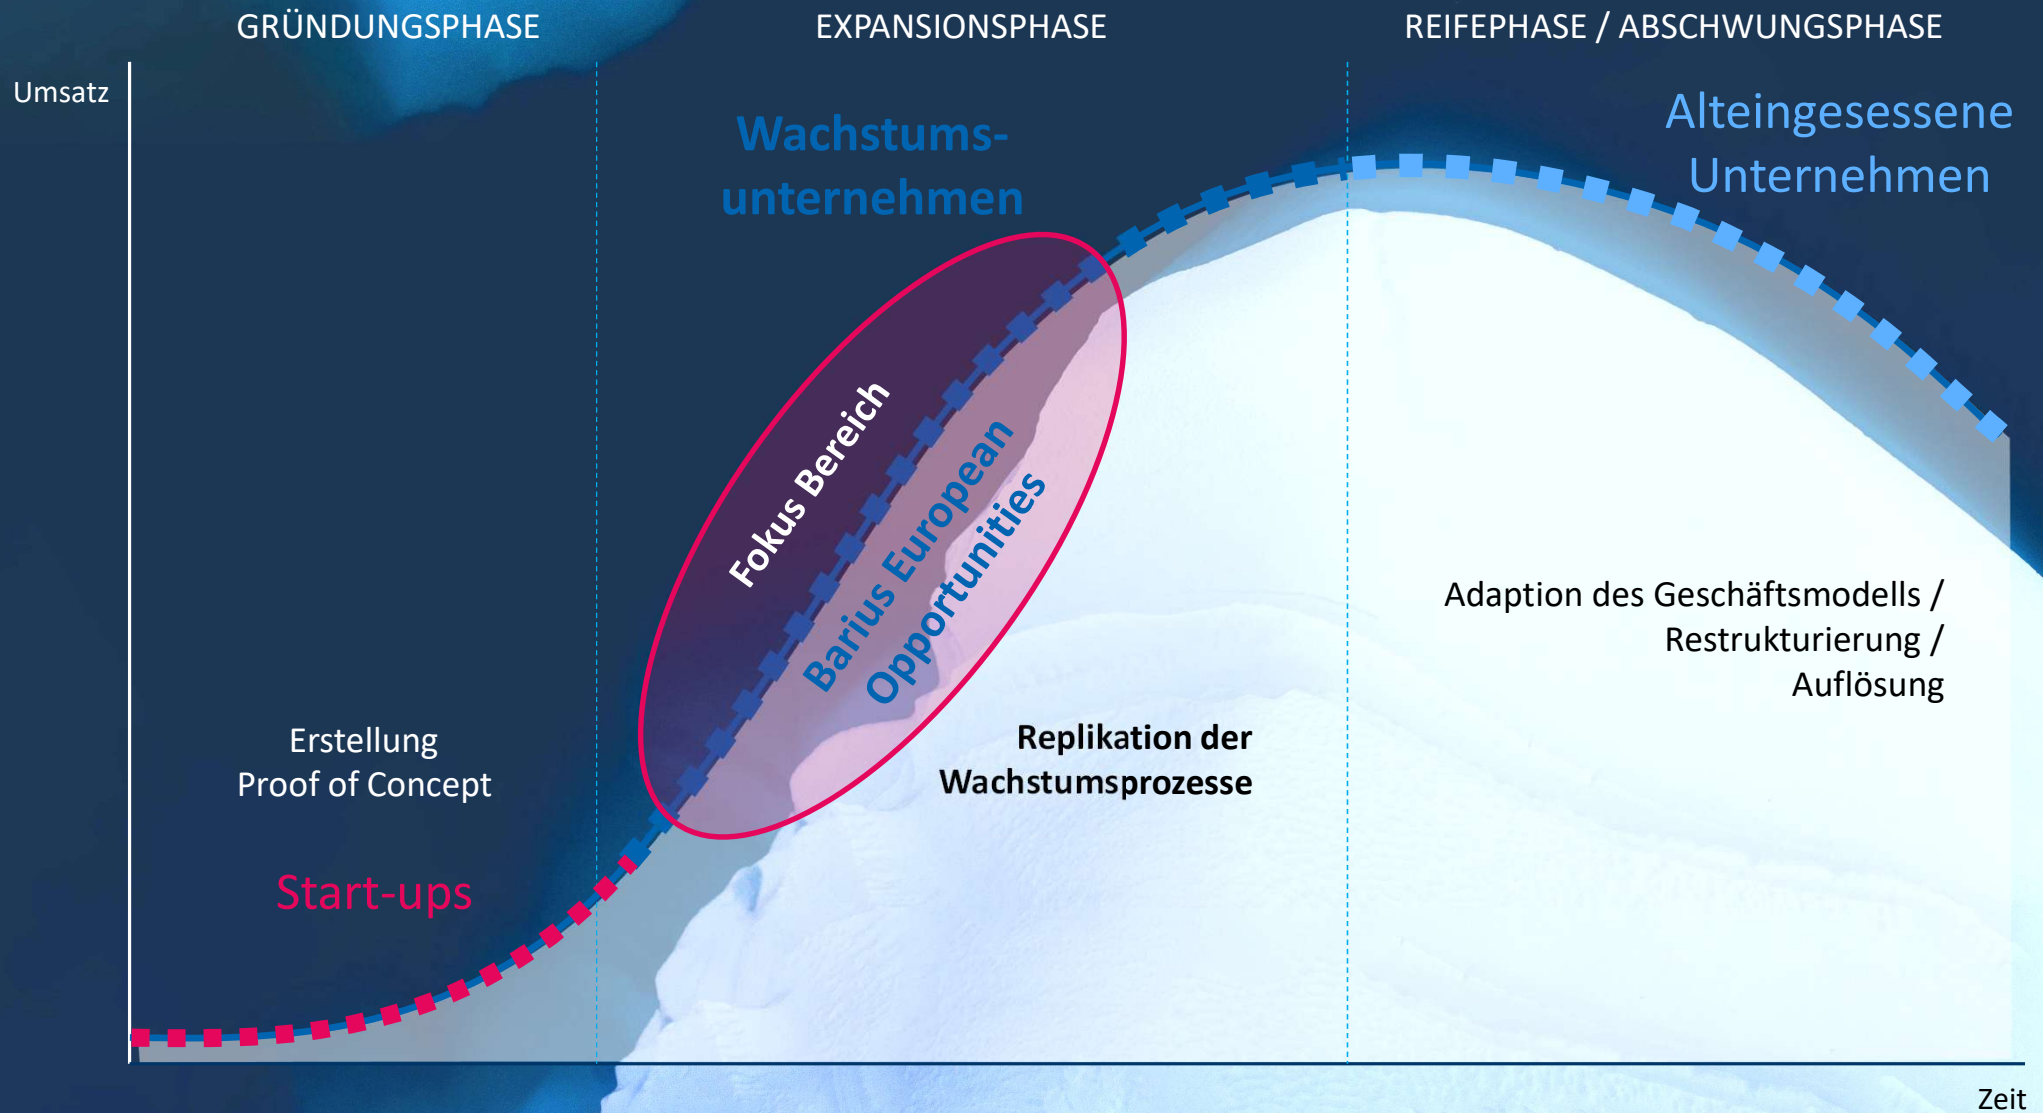 GRÜNDUNGSPHASE
EXPANSIONSPHASE
REIFEPHASE / ABSCHWUNGSPHASE
Umsatz
Wachstums-
unternehmen
Alteingesessene
Unternehmen
Fokus Bereich
Barius European
Opportunities
Adaption des Geschäftsmodells /
Restrukturierung /
Auflösung
Erstellung
Proof of Concept
Replikation der
Wachstumsprozesse
Start-ups
Zeit